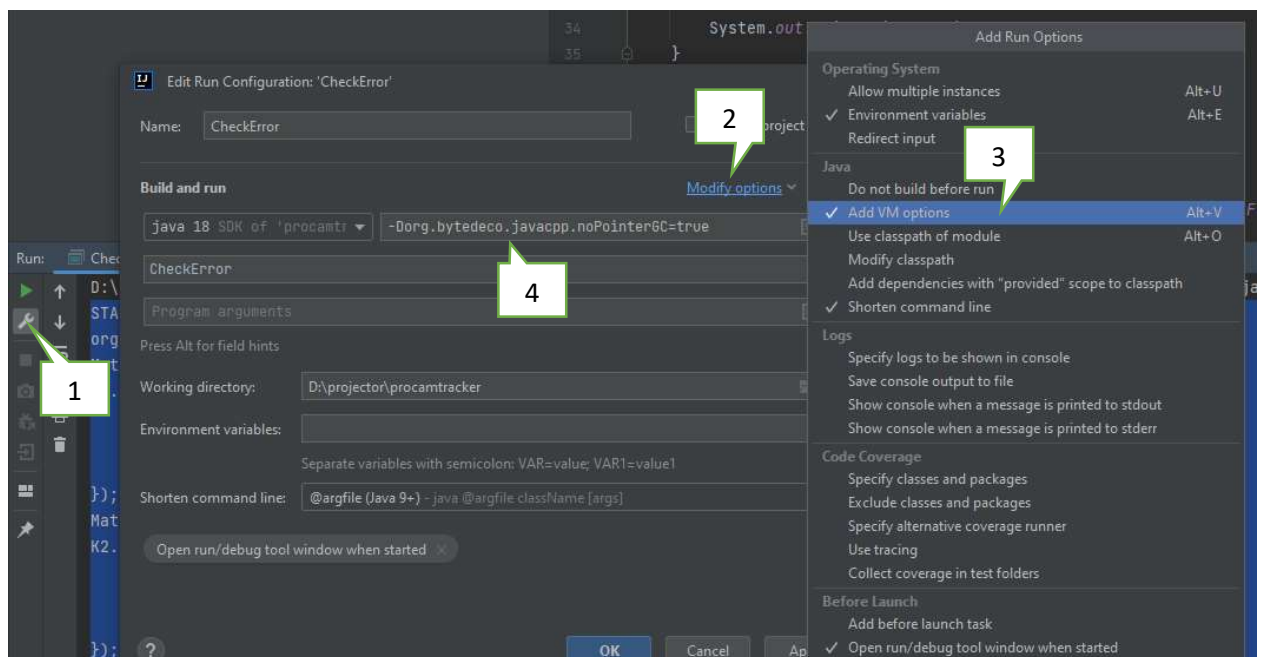 34
System.out
35
}
Edit Run Configuration: 'CheckError'
Name:
CheckError
project
2
Build and run
Modify options
java 18 SDK of 'procamtr
-Dorg.bytedeco.javacpp.noPointerGC=true
CheckError
4
Program arguments
Press Alt for field hints
Working directory:
D:\projector\procamtracker
Environment variables:
Separate variables with semicolon: VAR=value; VAR1=value1
Shorten command line:
@argfile (Java 9+) - java @argfile className [args]
Open run/debug tool window when started
?
OK
Cancel
Ap
Add Run Options
Operating System
Allow multiple instances Alt+U
Environment variables Alt+E
Redirect input
3
Java
Do not build before run
Add VM options Alt+V
Use classpath of module Alt+O
Modify classpath
Add dependencies with "provided" scope to classpath
Shorten command line
Logs
Specify logs to be shown in console
Save console output to file
Show console when a message is printed to stdout
Show console when a message is printed to stderr
Code Coverage
Specify classes and packages
Exclude classes and packages
Specify alternative coverage runner
Use tracing
Collect coverage in test folders
Before Launch
Add before launch task
Open run/debug tool window when started
Run:
Chec
D:\
STA
org
1
});
Mat
K2.
});
F
ja